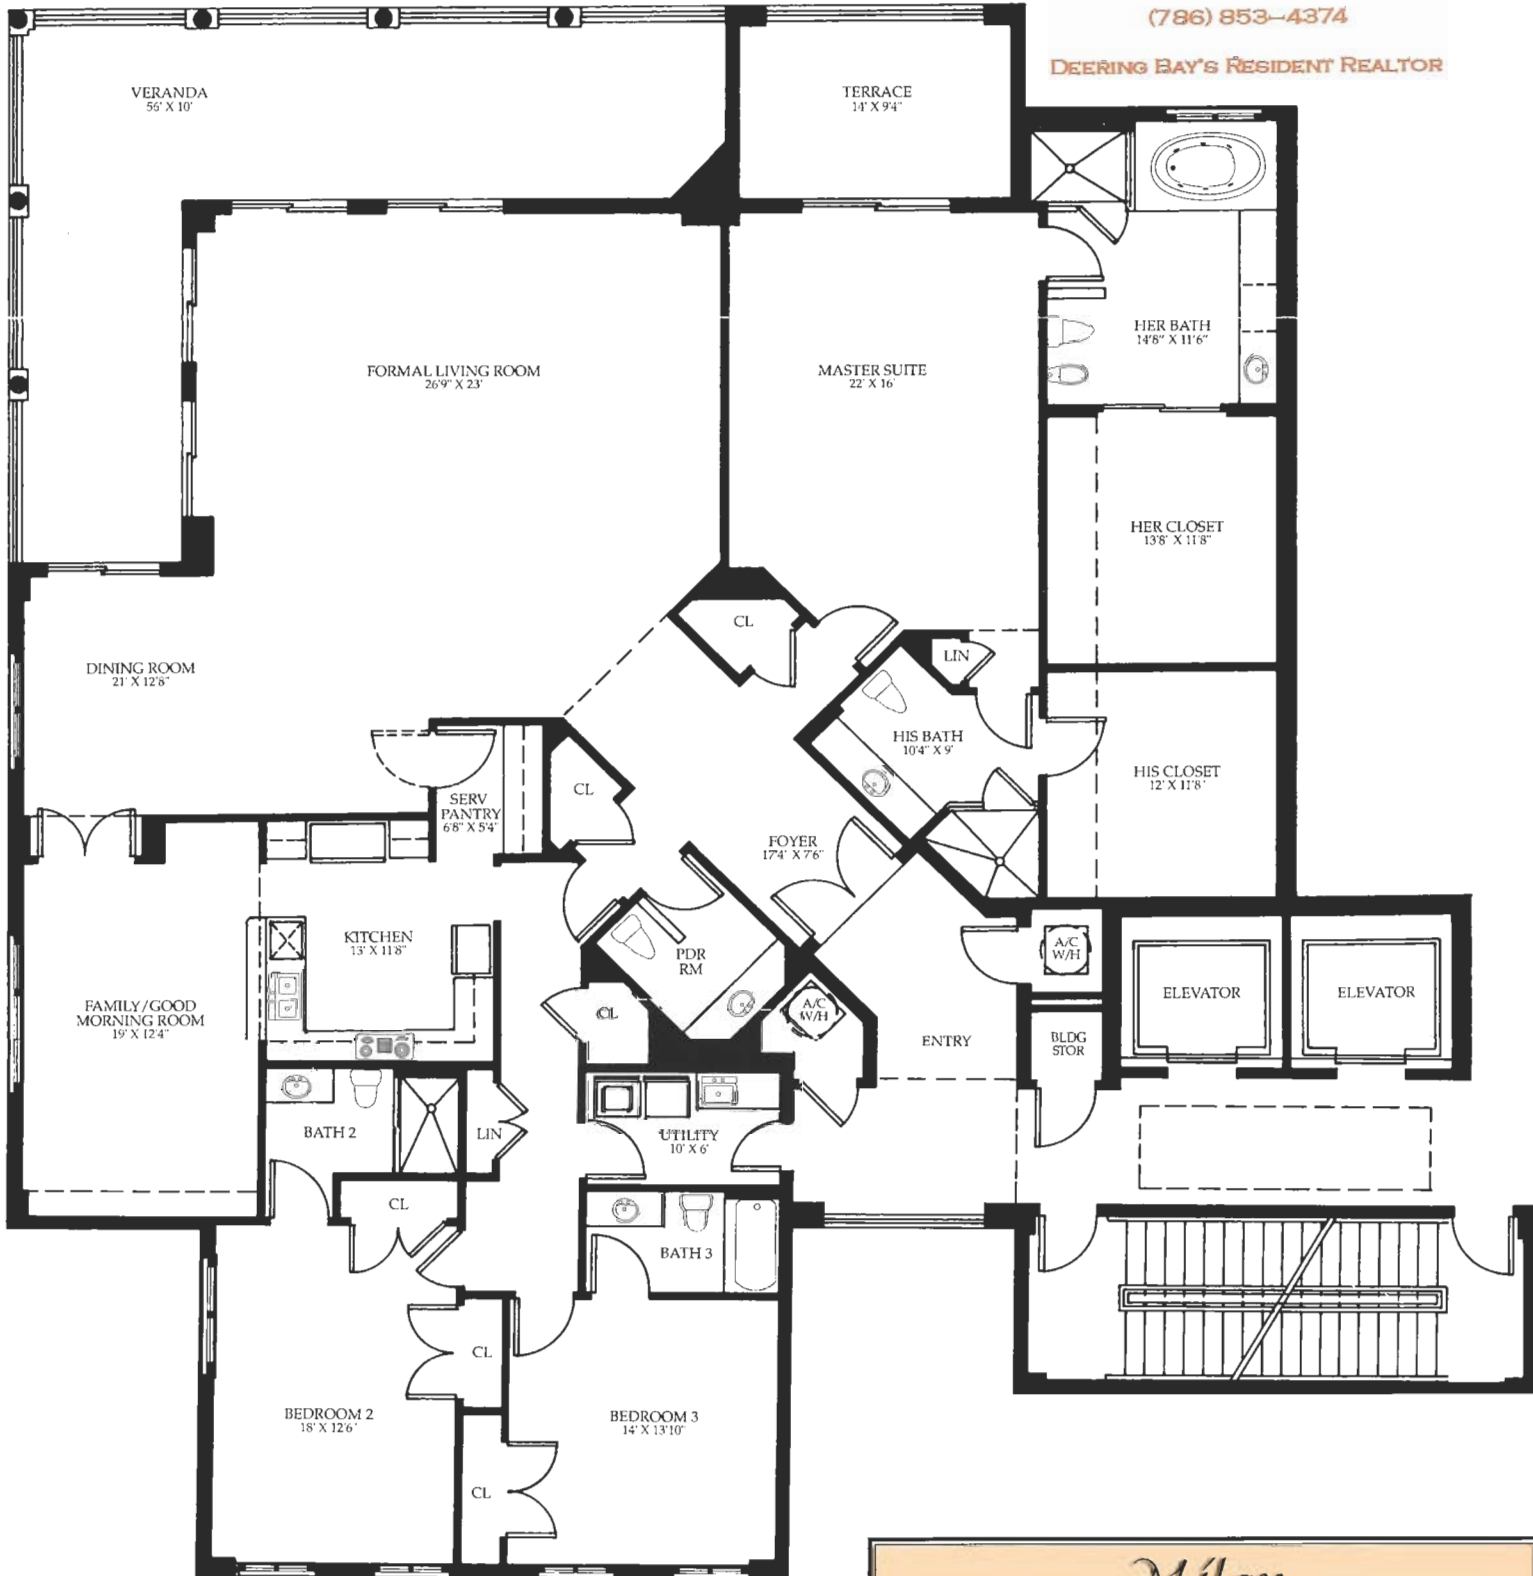 (786) 853-4374
DEERING BAY'S RESIDENT REALTOR
VERANDA
56' X 10'
TERRACE
14' X 9'4"
HER BATH
14'8" X 11'6"
FORMAL LIVING ROOM
26'9" X 23'
MASTER SUITE
22' X 16'
HER CLOSET
13'8' X 11'8"
CL
LIN
DINING ROOM
21' X 12'8"
HIS BATH
10'4" X 9'
HIS CLOSET
12' X 11'8'
CL
SERV
PANTRY
6'8" X 5'4"
FOYER
17'4' X 7'6"
KITCHEN
13' X 11'8"
PDR
RM
A/C
W/H
ELEVATOR
ELEVATOR
FAMILY/GOOD
MORNING ROOM
19' X 12'4"
CL
A/C
W/H
ENTRY
BLDG
STOR
BATH 2
LIN
UTILITY
10' X 6'
CL
BATH 3
CL
BEDROOM 2
18' X 12'6"
BEDROOM 3
14' X 13'10"
CL
Milan